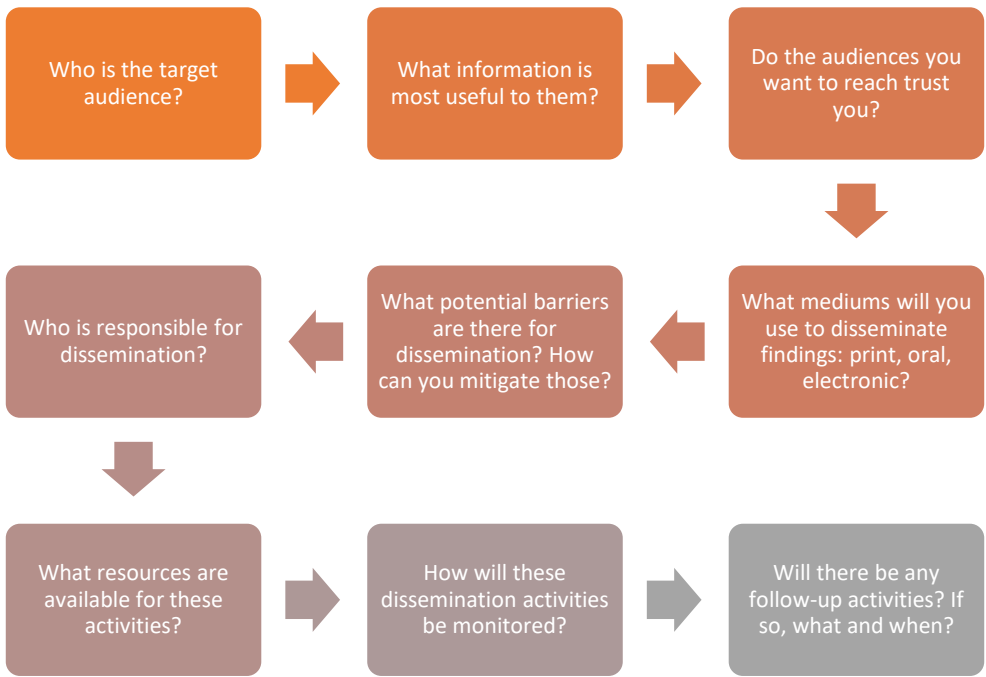 Who is the target
audience?
What information is
most useful to them?
Do the audiences you
want to reach trust
you?
What mediums will you
use to disseminate
findings: print, oral,
electronic?
What potential barriers
are there for
dissemination? How
can you mitigate those?
Who is responsible for
dissemination?
What resources are
available for these
activities?
How will these
dissemination activities
be monitored?
Will there be any
follow-up activities? If
so, what and when?